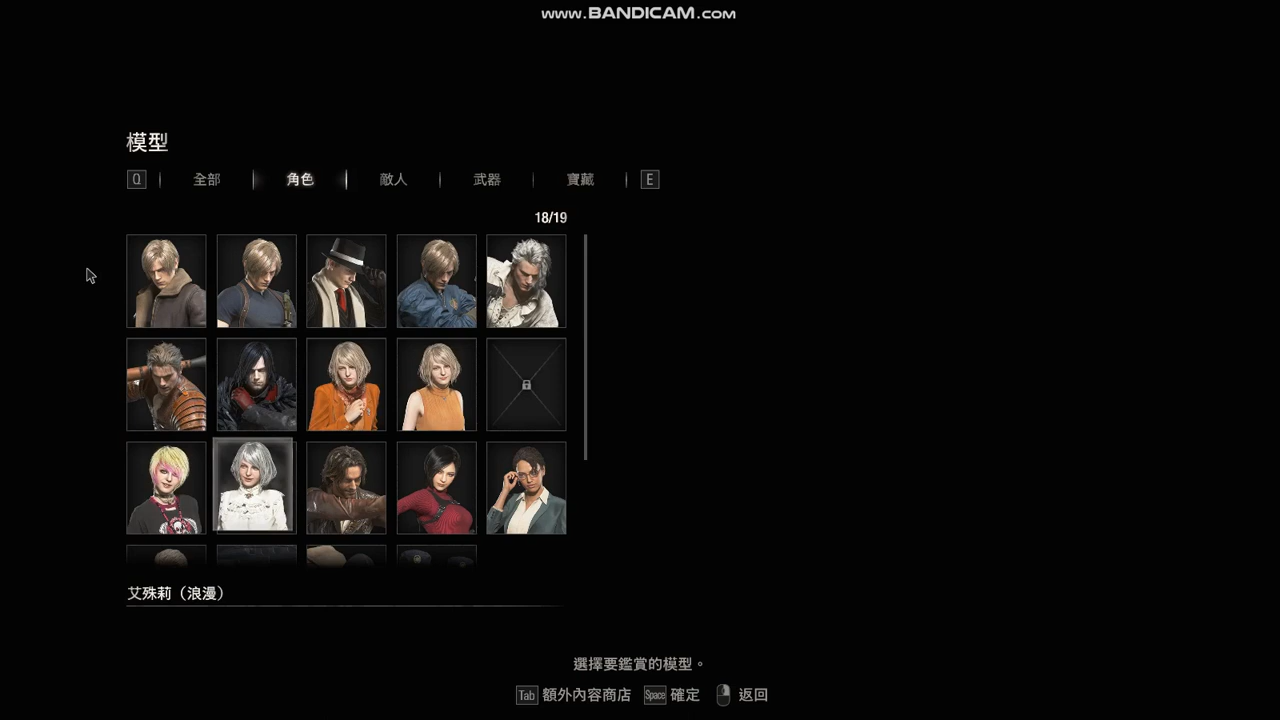 www.BANDICAM.com
模型
Q 全部 角色 敵人 武器 寶藏 E
18/19
艾殊莉（浪漫）
選擇要鑑賞的模型。
Tab 額外內容商店 Space 確定 返回